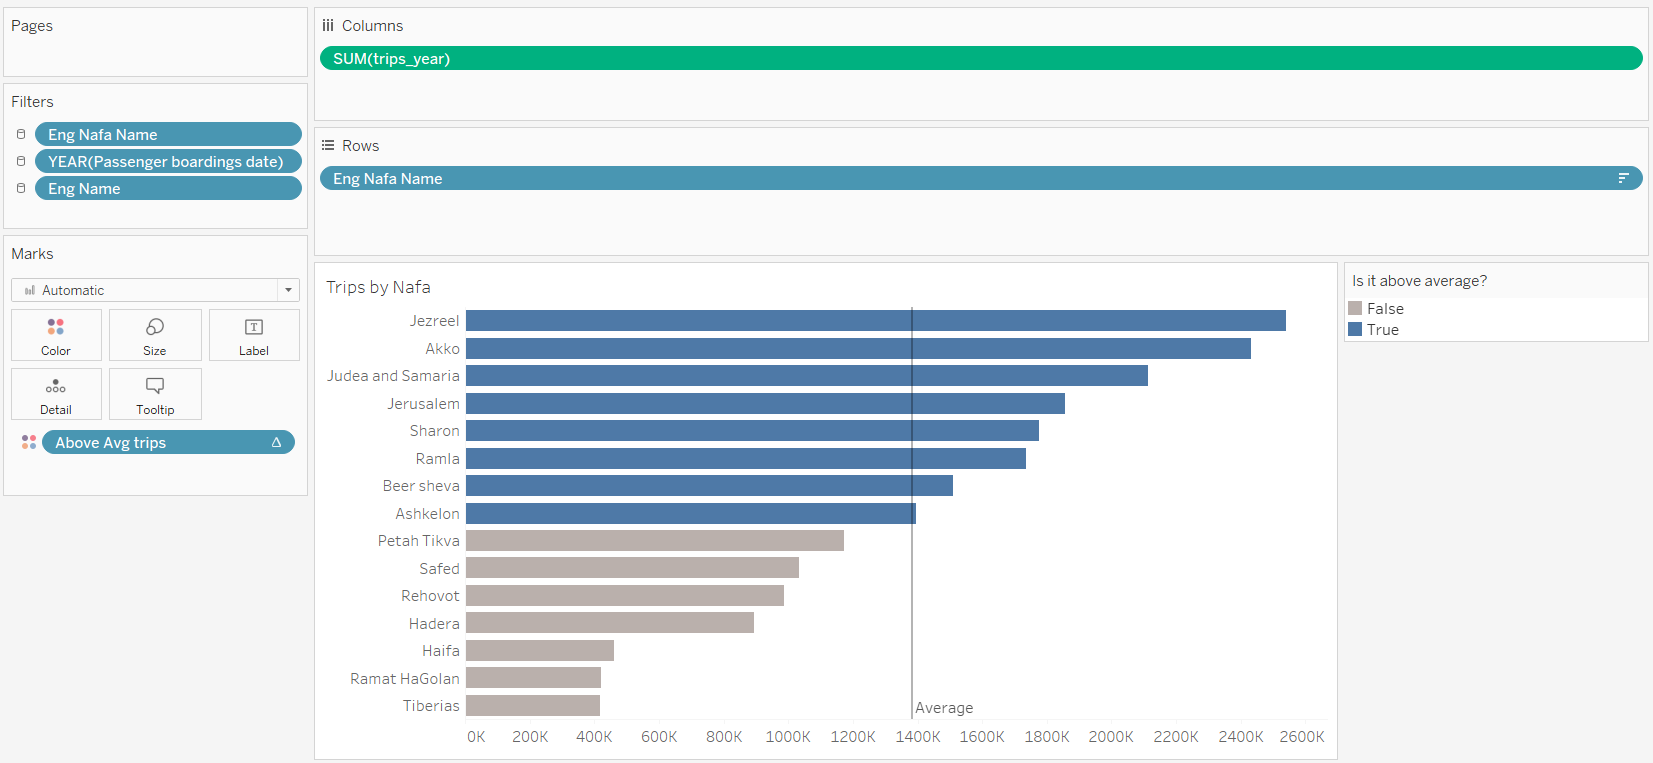 Pages
Filters
Eng Nafa Name
YEAR(Passenger boardings date)
Eng Name
Marks
Automatic
Color
Size
T
Label
Detail
Tooltip
Above Avg trips
Columns
SUM(trips_year)
Rows
Eng Nafa Name
Trips by Nafa
Jezreel
Akko
Judea and Samaria
Jerusalem
Sharon
Ramla
Beer sheva
Ashkelon
Petah Tikva
Safed
Rehovot
Hadera
Haifa
Ramat HaGolan
Tiberias
Average
0K 200K 400K 600K 800K 1000K 1200K 1400K 1600K 1800K 2000K 2200K 2400K 2600K
Is it above average?
False
True